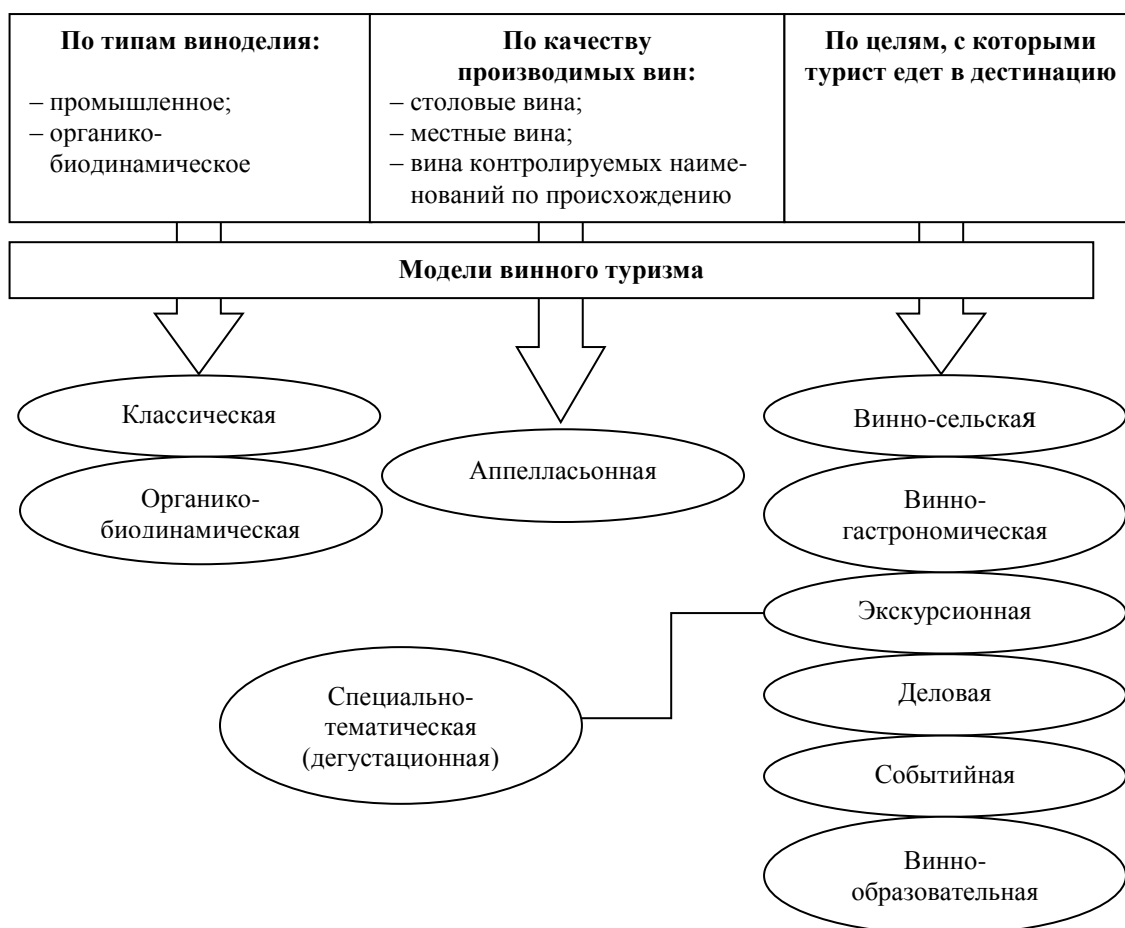 По типам виноделия:
– промышленное;
– органико-
биодинамическое
По качеству
производимых вин:
– столовые вина;
– местные вина;
– вина контролируемых наиме-
нований по происхождению
По целям, с которыми
турист едет в дестинацию
Модели винного туризма
Классическая
Органико-
биодинамическая
Аппелласьонная
Винно-сельская
Винно-
гастрономическая
Экскурсионная
Специально-
тематическая
(дегустационная)
Деловая
Событийная
Винно-
образовательная